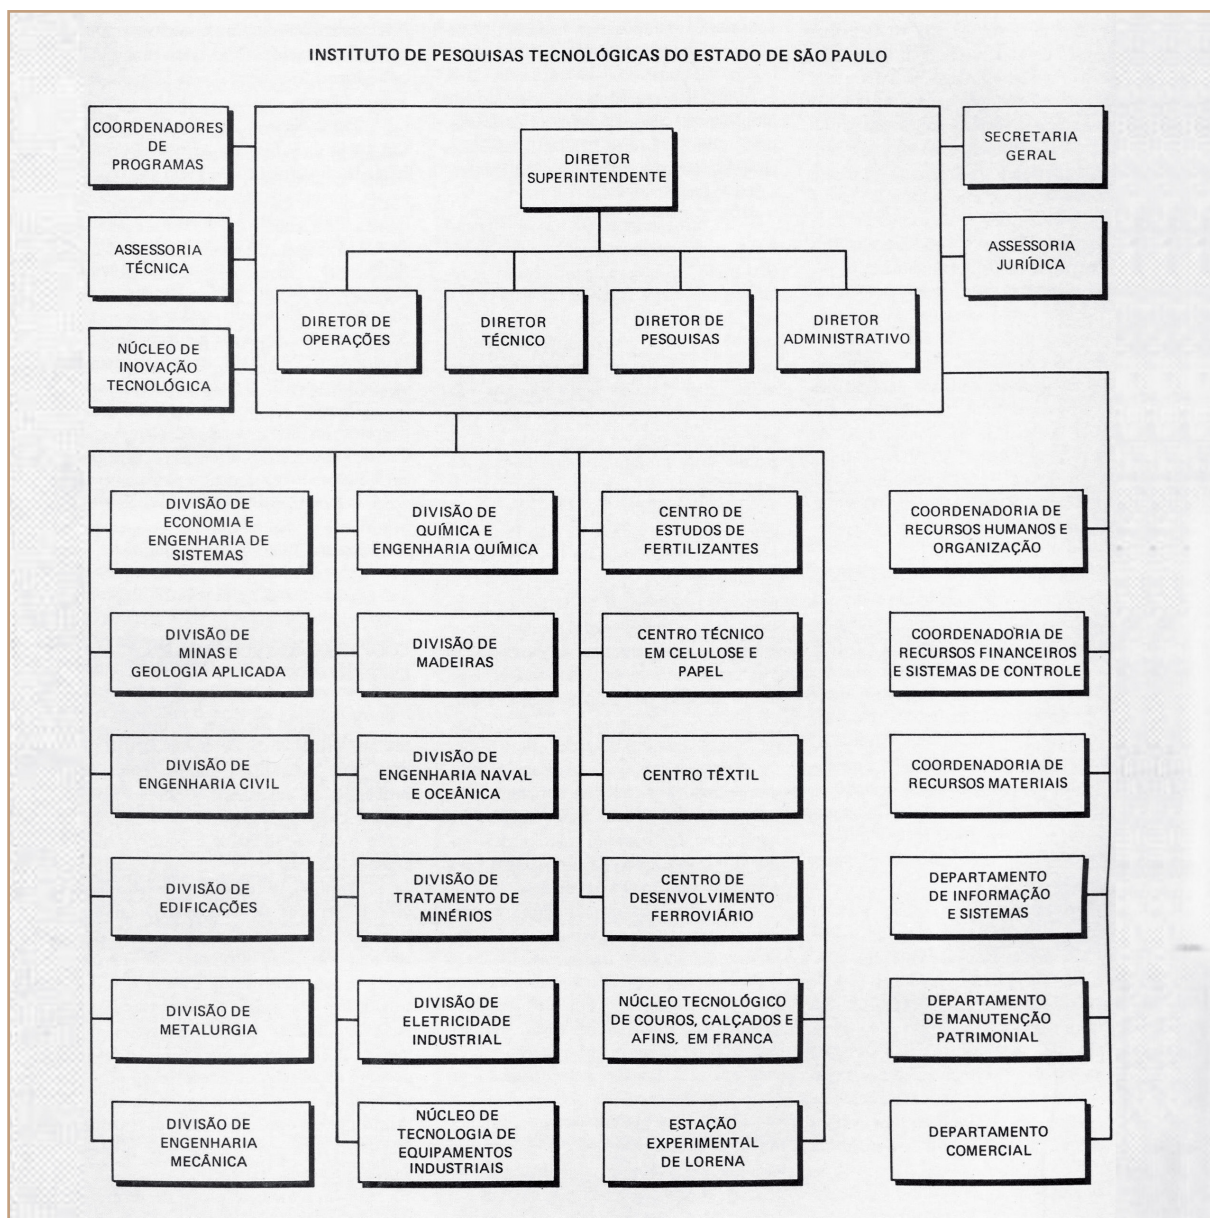 INSTITUTO DE PESQUISAS TECNOLÓGICAS DO ESTADO DE SÃO PAULO
COORDENADORES
DE
PROGRAMAS
ASSESSORIA
TÉCNICA
NÚCLEO DE
INOVAÇÃO
TECNOLÓGICA
DIRETOR
SUPERINTENDENTE
DIRETOR DE
OPERAÇÕES
DIRETOR
TÉCNICO
DIRETOR DE
PESQUISAS
DIRETOR
ADMINISTRATIVO
SECRETARIA
GERAL
ASSESSORIA
JURÍDICA
DIVISÃO DE
ECONOMIA E
ENGENHARIA DE
SISTEMAS
DIVISÃO DE
MINAS E
GEOLOGIA APLICADA
DIVISÃO DE
ENGENHARIA CIVIL
DIVISÃO DE
EDIFICAÇÕES
DIVISÃO DE
METALURGIA
DIVISÃO DE
ENGENHARIA
MECÂNICA
DIVISÃO DE
QUÍMICA E
ENGENHARIA QUÍMICA
DIVISÃO DE
MADEIRAS
DIVISÃO DE
ENGENHARIA NAVAL
E OCEÂNICA
DIVISÃO DE
TRATAMENTO DE
MINÉRIOS
DIVISÃO DE
ELETRICIDADE
INDUSTRIAL
NÚCLEO DE
TECNOLOGIA DE
EQUIPAMENTOS
INDUSTRIAIS
CENTRO DE
ESTUDOS DE
FERTILIZANTES
CENTRO TÉCNICO
EM CELULOSE E
PAPEL
CENTRO TÊXTIL
CENTRO DE
DESENVOLVIMENTO
FERROVIÁRIO
NÚCLEO TECNOLÓGICO
DE COUROS, CALÇADOS E
AFINS, EM FRANCA
ESTAÇÃO
EXPERIMENTAL
DE LORENA
COORDENADORIA DE
RECURSOS HUMANOS E
ORGANIZAÇÃO
COORDENADORIA DE
RECURSOS FINANCEIROS
E SISTEMAS DE CONTROLE
COORDENADORIA DE
RECURSOS MATERIAIS
DEPARTAMENTO
DE INFORMAÇÃO
E SISTEMAS
DEPARTAMENTO
DE MANUTENÇÃO
PATRIMONIAL
DEPARTAMENTO
COMERCIAL